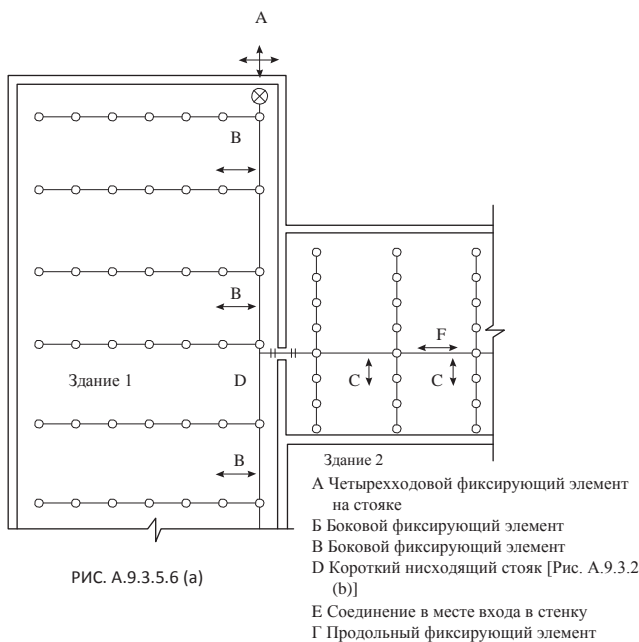 A
B
B
F
C
C
Здание 1
D
B
Здание 2
А Четырехходовой фиксирующий элемент
на стояке
Б Боковой фиксирующий элемент
В Боковой фиксирующий элемент
D Короткий нисходящий стояк [Рис. A.9.3.2
(b)]
Е Соединение в месте входа в стенку
Г Продольный фиксирующий элемент
РИС. A.9.3.5.6 (a)